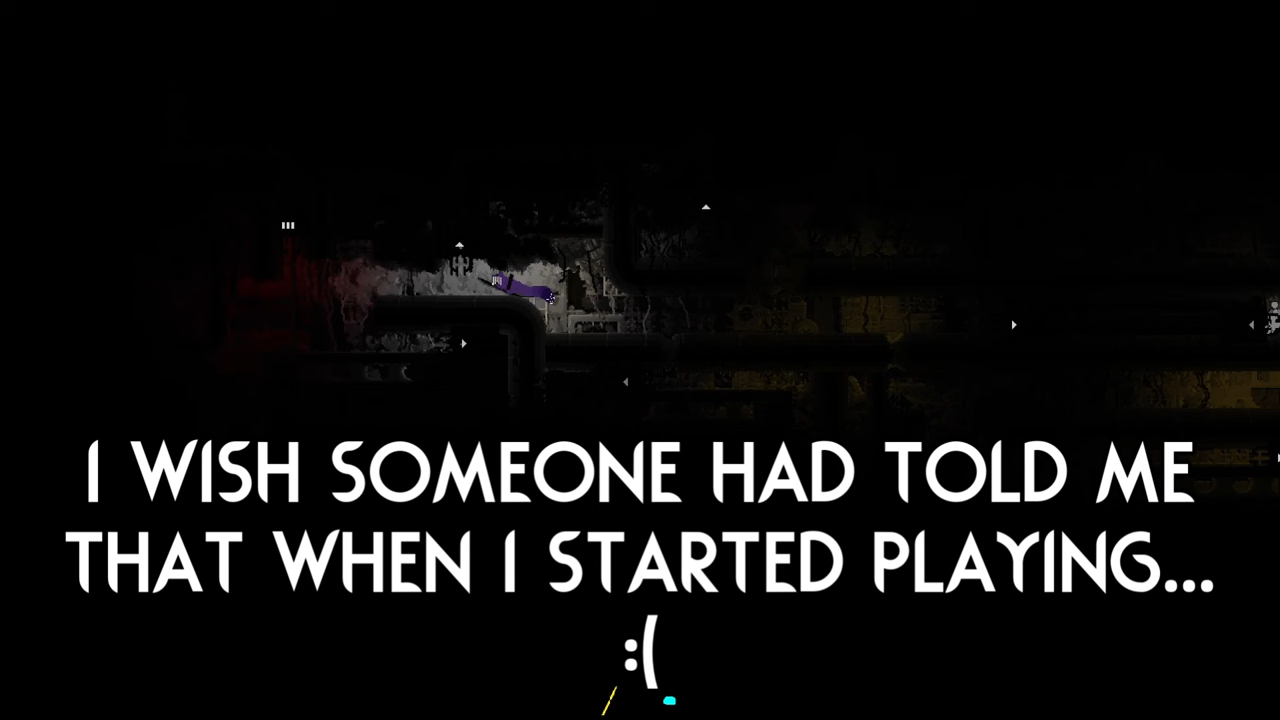 I WISH SOMEONE HAD TOLD ME
THAT WHEN I STARTED PLAYING...
:(